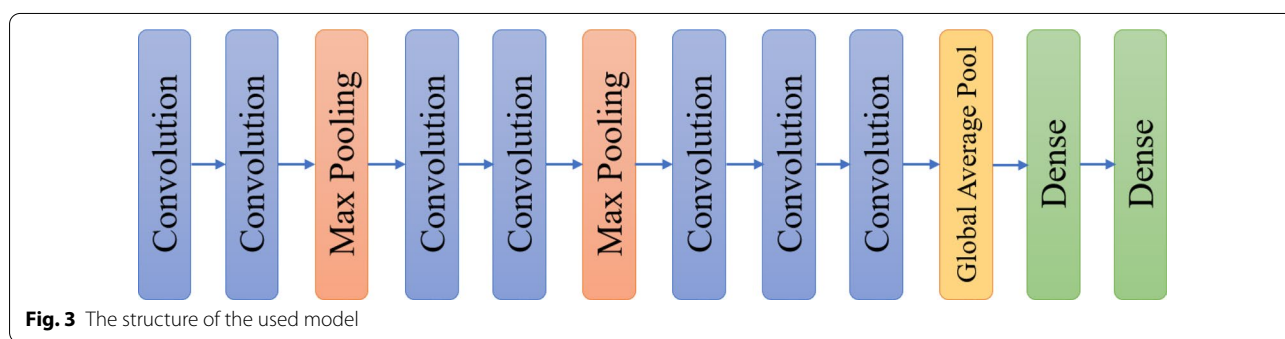 Convolution
Convolution
Max Pooling
Convolution
Convolution
Max Pooling
Convolution
Convolution
Convolution
Global Average Pool
Dense
Dense
Fig. 3 The structure of the used model